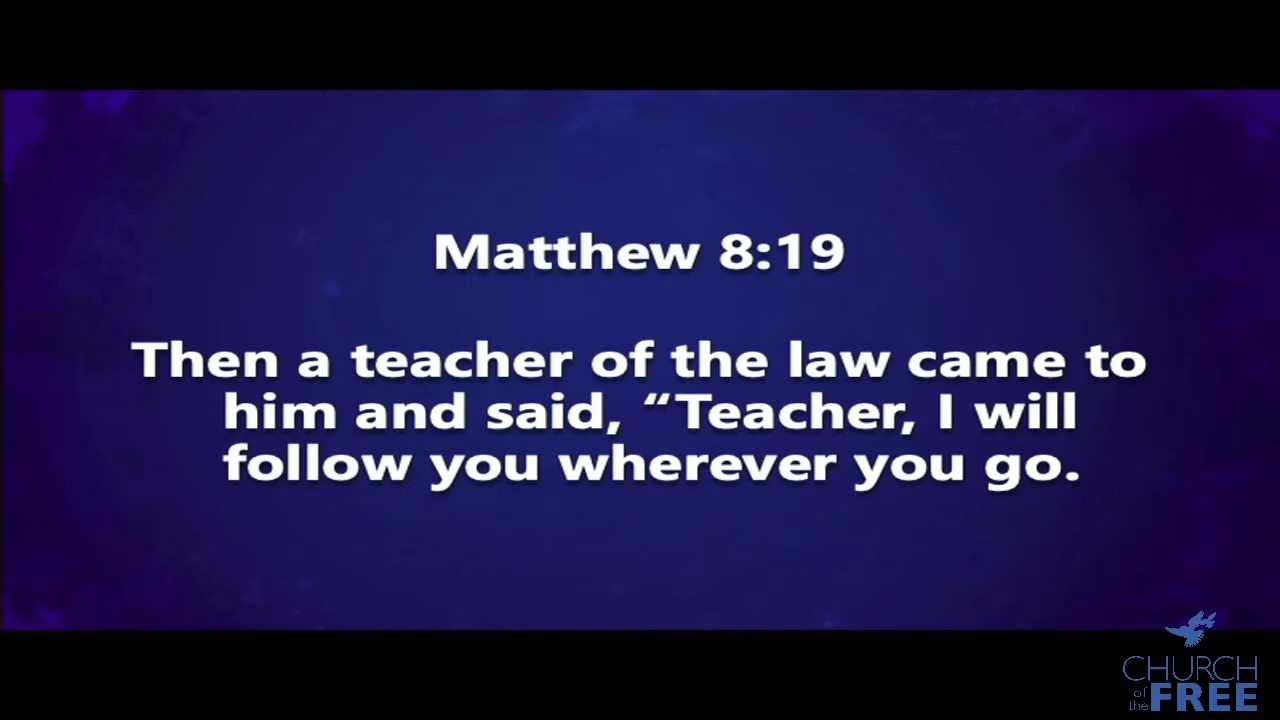 Matthew 8:19
Then a teacher of the law came to
him and said, “Teacher, I will
follow you wherever you go.
CHURCH
of the FREE